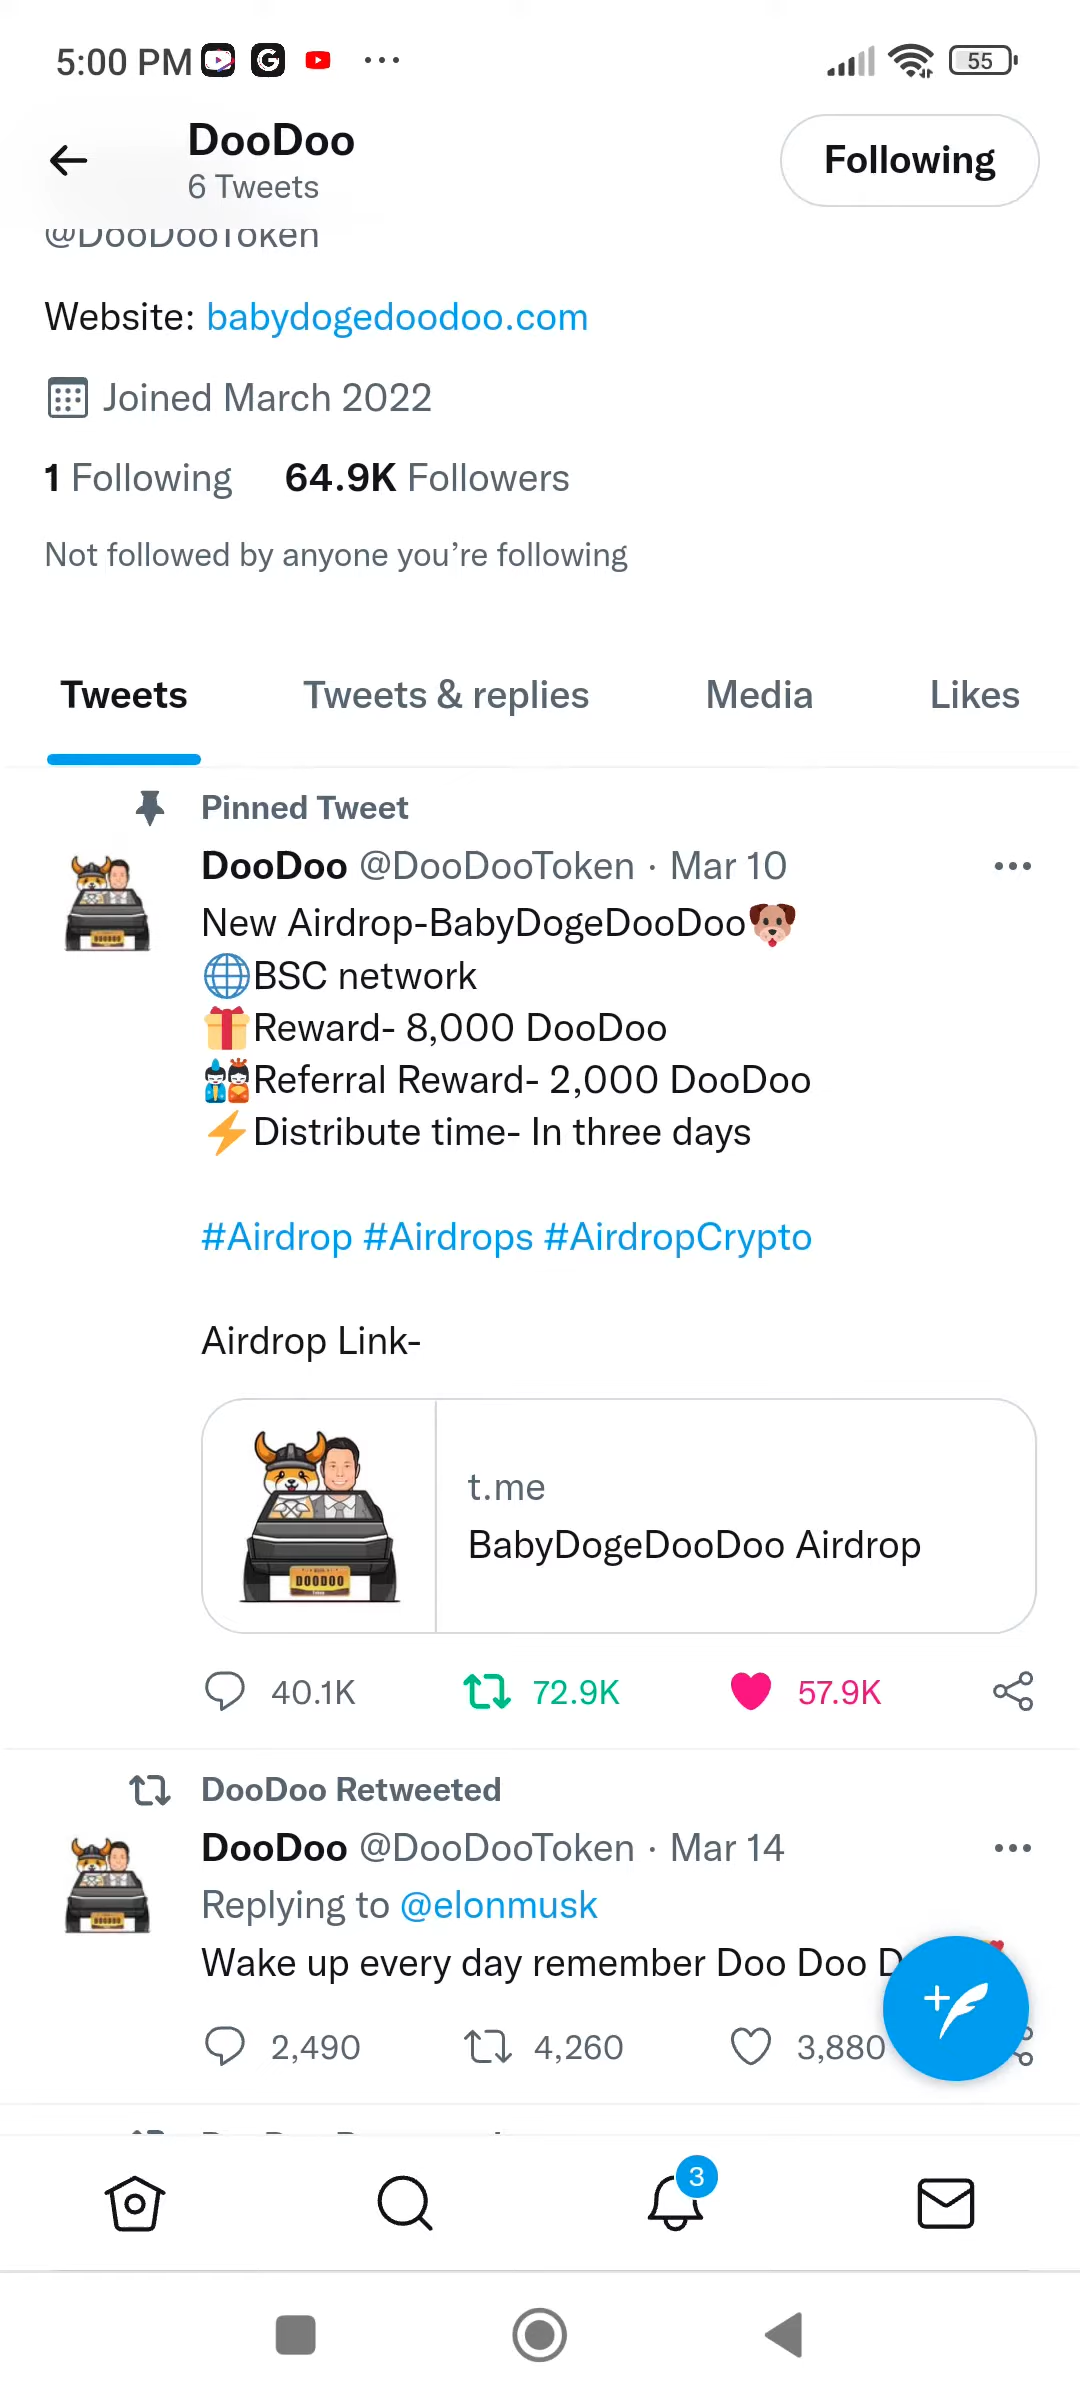 5:00 PM
55
DooDoo
6 Tweets
Following
@DooDooToken
Website: babydogedoodoo.com
Joined March 2022
1 Following 64.9K Followers
Not followed by anyone you’re following
Tweets Tweets & replies Media Likes
Pinned Tweet
DooDoo @DooDooToken · Mar 10
New Airdrop-BabyDogeDooDoo🐶
🌐BSC network
🎁Reward- 8,000 DooDoo
🎎Referral Reward- 2,000 DooDoo
⚡Distribute time- In three days
#Airdrop #Airdrops #AirdropCrypto
Airdrop Link-
DOODOO
t.me
BabyDogeDooDoo Airdrop
40.1K 72.9K 57.9K
DooDoo Retweeted
DooDoo @DooDooToken · Mar 14
Replying to @elonmusk
Wake up every day remember Doo Doo D
2,490 4,260 3,880
3